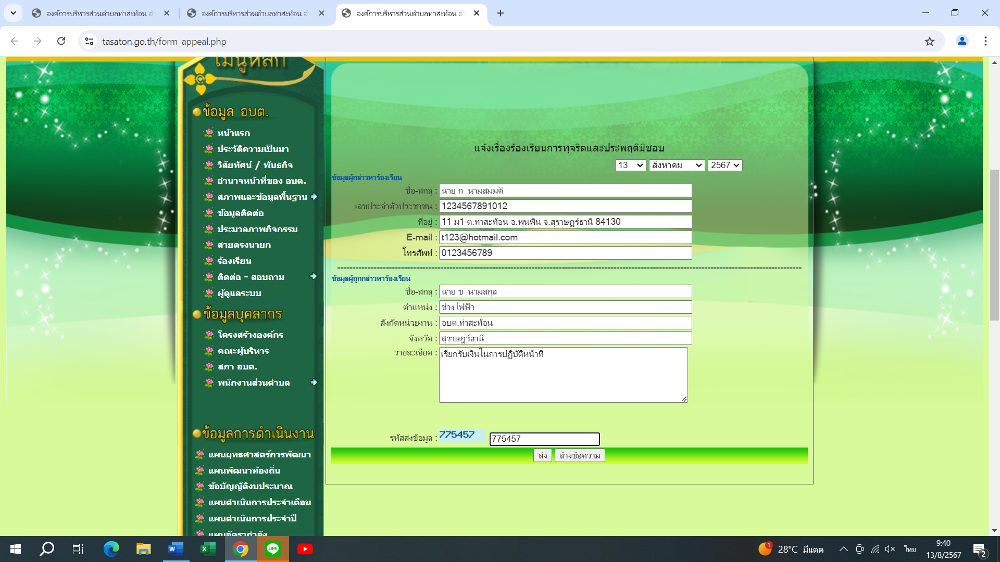 องค์การบริหารส่วนตำบลท่าสะท้อน อำ
องค์การบริหารส่วนตำบลท่าสะท้อน อำ
องค์การบริหารส่วนตำบลท่าสะท้อน อำ
tasaton.go.th/form_appeal.php
เมนูหลัก
ข้อมูล อบต.
หน้าแรก
ประวัติความเป็นมา
วิสัยทัศน์ / พันธกิจ
อำนาจหน้าที่ของ อบต.
สภาพและข้อมูลพื้นฐาน
ข้อมูลติดต่อ
ประมวลภาพกิจกรรม
สายตรงนายก
ร้องเรียน
ติดต่อ - สอบถาม
ผู้ดูแลระบบ
ข้อมูลบุคลากร
โครงสร้างองค์กร
คณะผู้บริหาร
สภา อบต.
พนักงานส่วนตำบล
ข้อมูลการดำเนินงาน
แผนยุทธศาสตร์การพัฒนา
แผนพัฒนาท้องถิ่น
ข้อบัญญัติงบประมาณ
แผนดำเนินการประจำเดือน
แผนดำเนินการประจำปี
แผนอัตรากำลัง
แจ้งเรื่องร้องเรียนการทุจริตและประพฤติมิชอบ
13 สิงหาคม 2567
ข้อมูลผู้กล่าวหาร้องเรียน
ชื่อ-สกลุ : นาย ก นามสมมุติ
เลขประจำตัวประชาชน : 1234567891012
ที่อยู่ : 11 ม1 ต.ท่าสะท้อน อ.พุนพิน จ.สุราษฎร์ธานี 84130
E-mail : t123@hotmail.com
โทรศัพท์ : 0123456789
ข้อมูลผู้ถูกกล่าวหาร้องเรียน
ชื่อ-สกลุ : นาย ข นามสกุล
ตำแหน่ง : ช่างไฟฟ้า
สังกัดหน่วยงาน : อบต.ท่าสะท้อน
จังหวัด : สุราษฎร์ธานี
รายละเอียด : เรียกรับเงินในการปฏิบัติหน้าที่
รหัสส่งข้อมูล : 775457 775457
ส่ง ล้างข้อความ
1 28°C มีแดด ไทย 9:40
13/8/2567 2